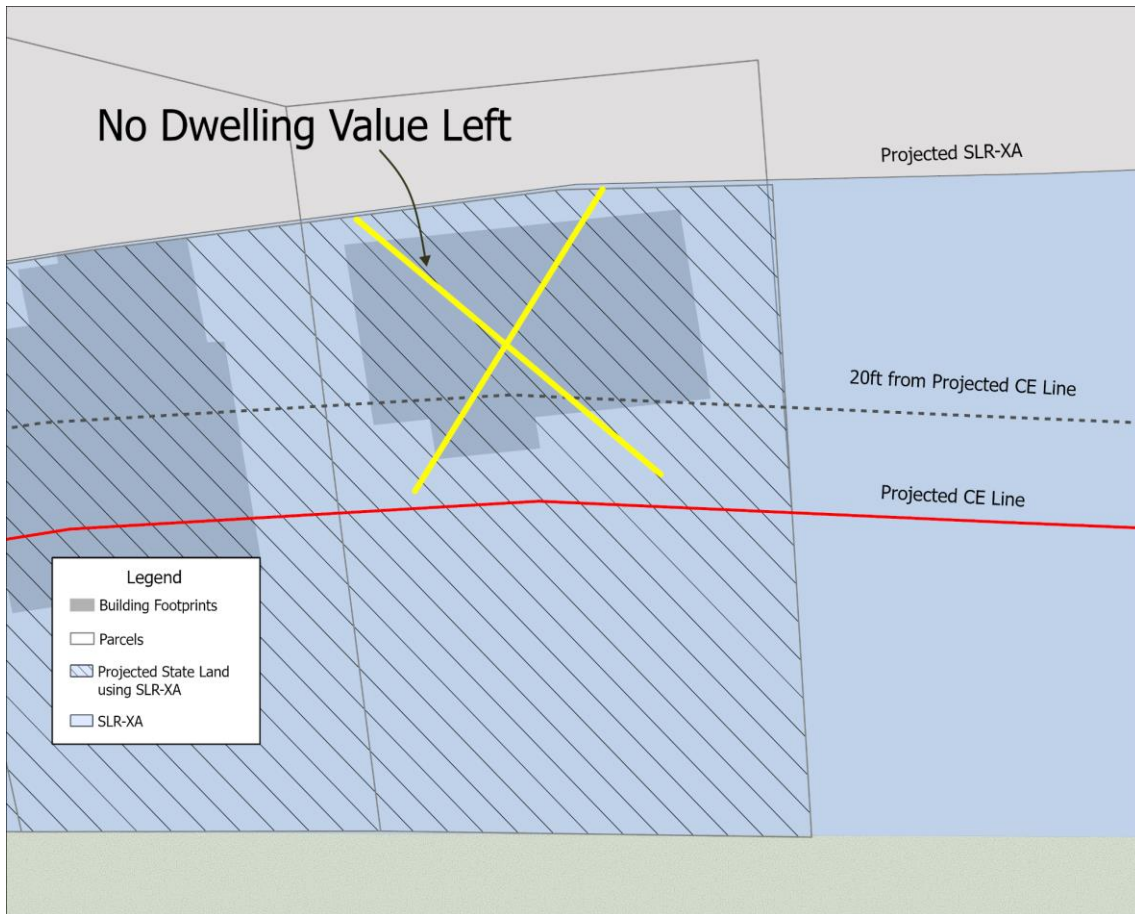 No Dwelling Value Left
Projected SLR-XA
20ft from Projected CE Line
Projected CE Line
Legend
Building Footprints
Parcels
Projected State Land
using SLR-XA
SLR-XA